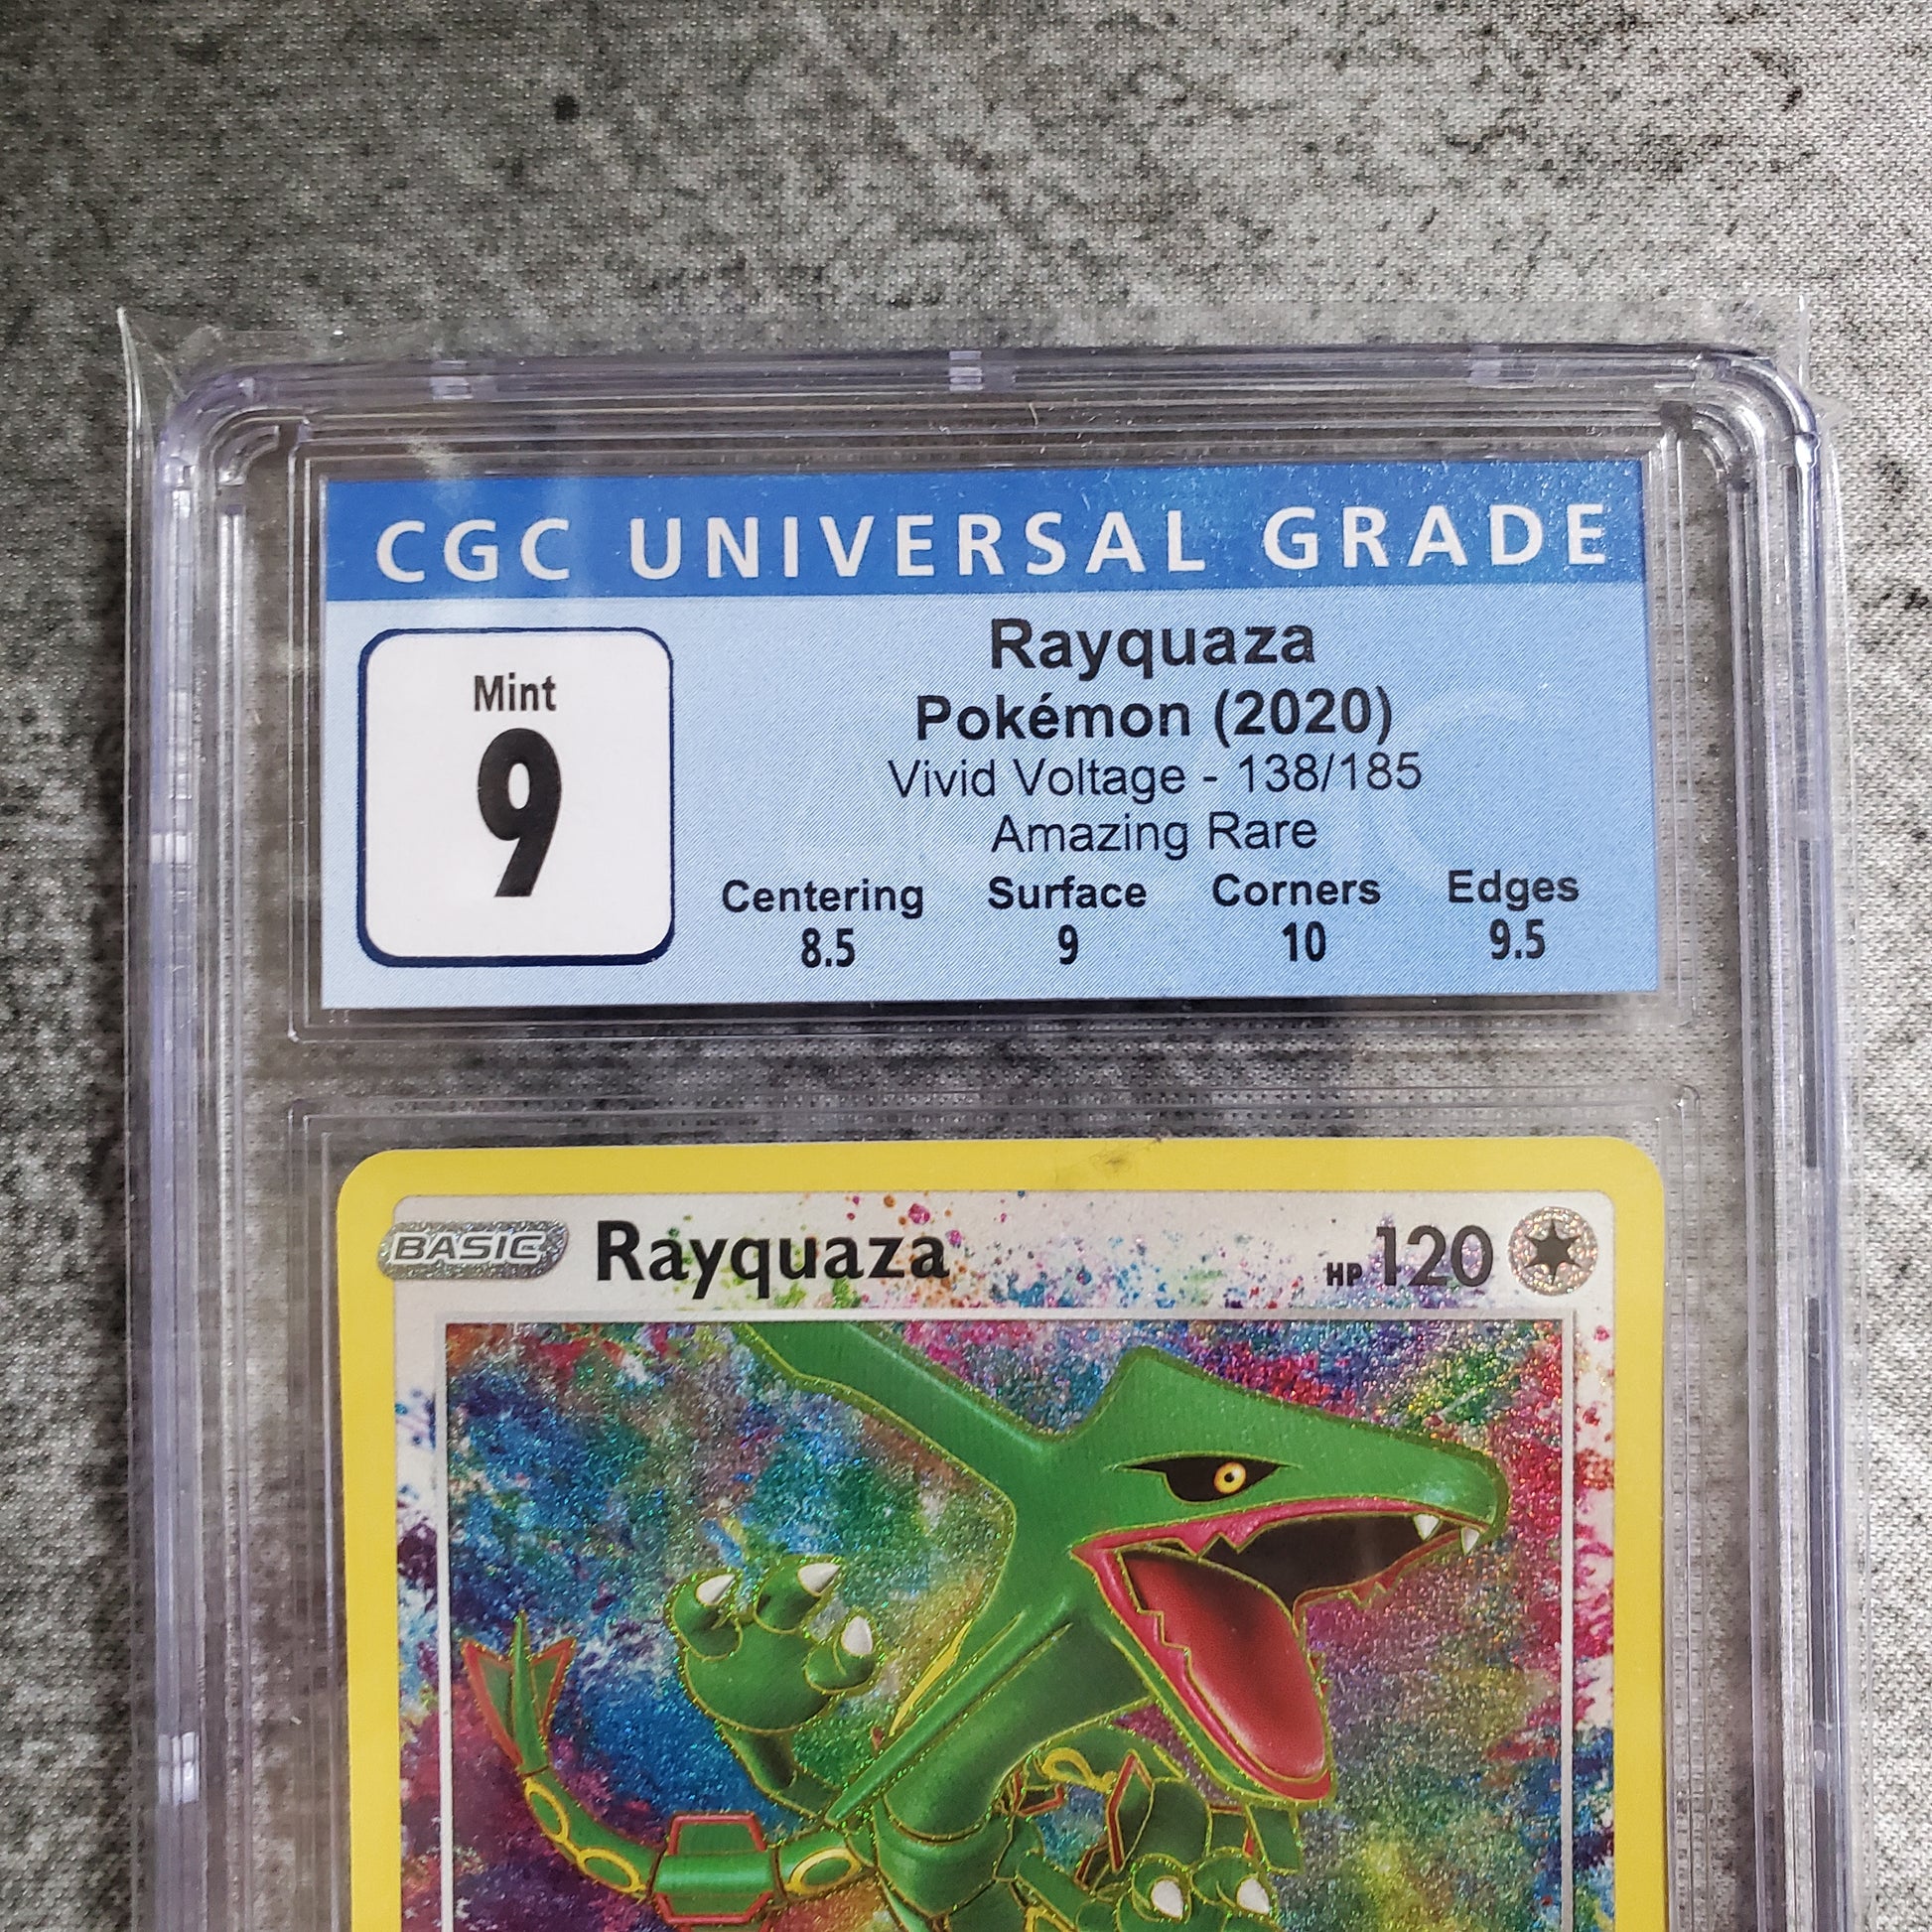 CGC UNIVERSAL GRADE
Mint
9
Rayquaza
Pokémon (2020)
Vivid Voltage - 138/185
Amazing Rare
Centering Surface Corners Edges
8.5 9 10 9.5
BASIC Rayquaza HP 120